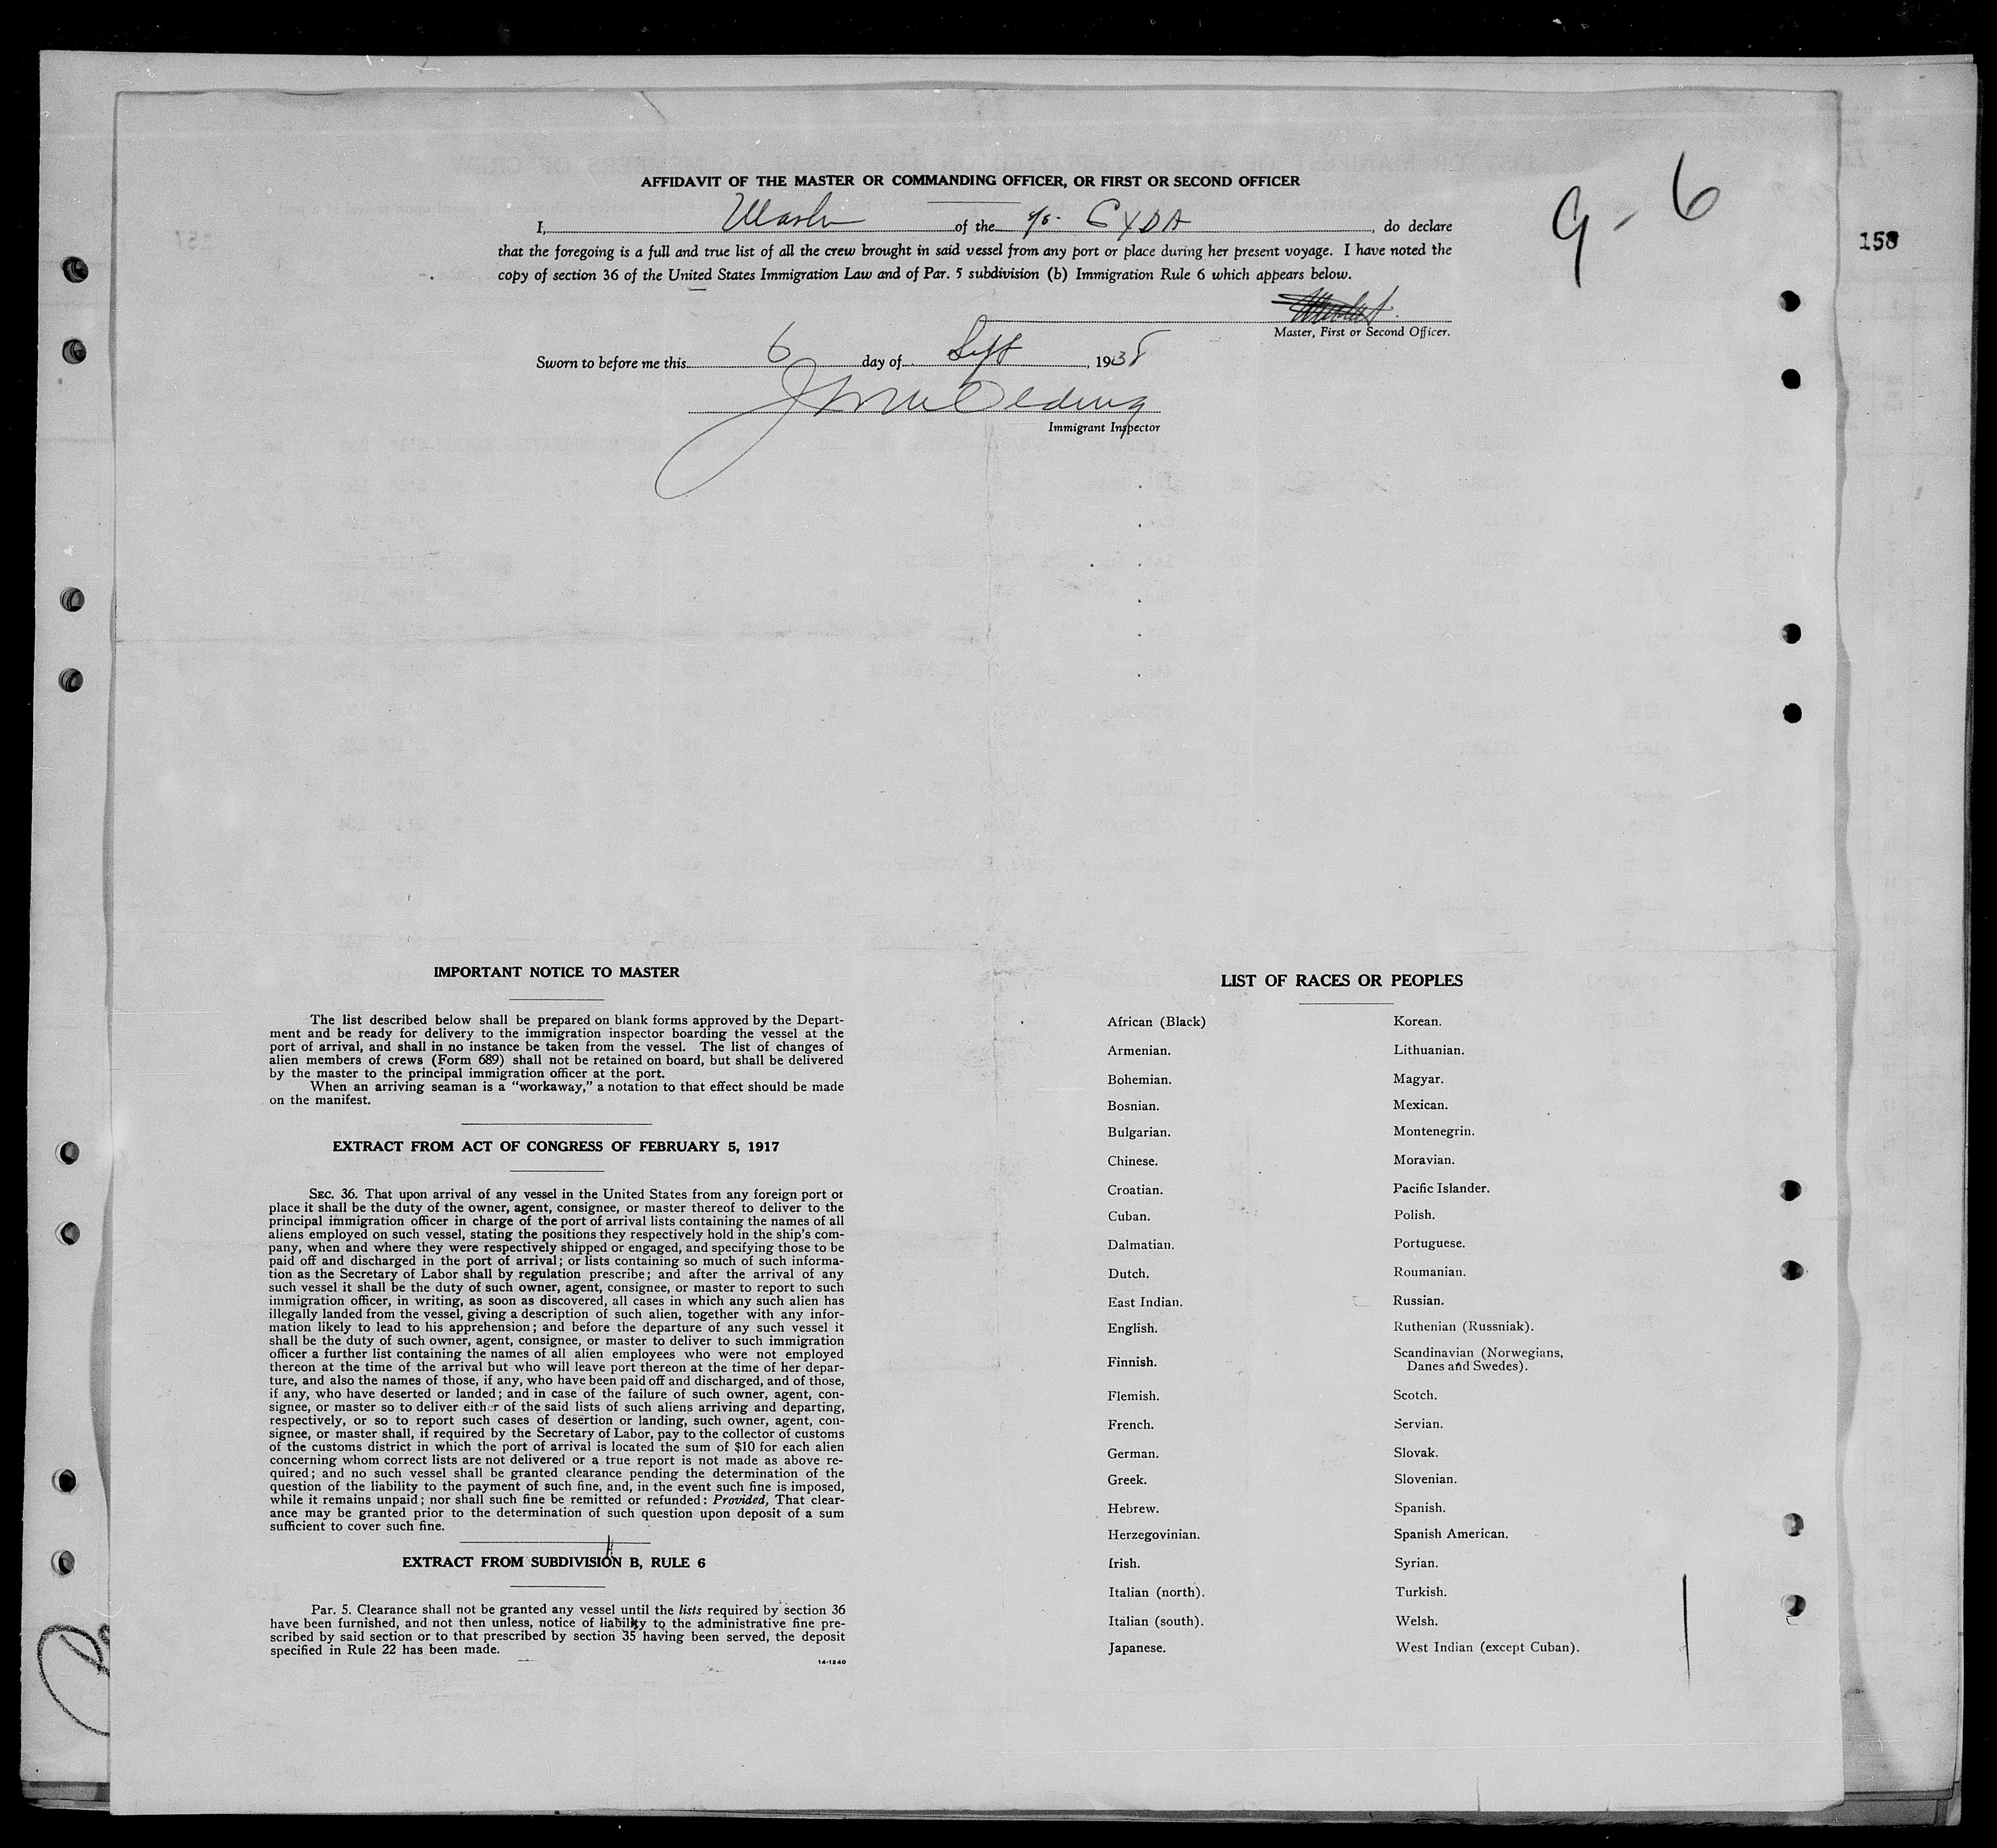 AFFIDAVIT OF THE MASTER OR COMMANDING OFFICER, OR FIRST OR SECOND OFFICER
9-6
I, Master of the s/s- GYDA, do declare
158
that the foregoing is a full and true list of all the crew brought in said vessel from any port or place during her present voyage. I have noted the
copy of section 36 of the United States Immigration Law and of Par. 5 subdivision (b) Immigration Rule 6 which appears below.
Master, First or Second Officer.
Sworn to before me this 6 day of Sept, 1938
Immigrant Inspector
IMPORTANT NOTICE TO MASTER
The list described below shall be prepared on blank forms approved by the Depart-
ment and be ready for delivery to the immigration inspector boarding the vessel at the
port of arrival, and shall in no instance be taken from the vessel. The list of changes of
alien members of crews (Form 689) shall not be retained on board, but shall be delivered
by the master to the principal immigration officer at the port.
When an arriving seaman is a "workaway," a notation to that effect should be made
on the manifest.
EXTRACT FROM ACT OF CONGRESS OF FEBRUARY 5, 1917
SEC. 36. That upon arrival of any vessel in the United States from any foreign port or
place it shall be the duty of the owner, agent, consignee, or master thereof to deliver to the
principal immigration officer in charge of the port of arrival lists containing the names of all
aliens employed on such vessel, stating the positions they respectively hold in the ship's com-
pany, when and where they were respectively shipped or engaged, and specifying those to be
paid off and discharged in the port of arrival; or lists containing so much of such informa-
tion as the Secretary of Labor shall by regulation prescribe; and after the arrival of any
such vessel it shall be the duty of such owner, agent, consignee, or master to report to such
immigration officer, in writing, as soon as discovered, all cases in which any such alien has
illegally landed from the vessel, giving a description of such alien, together with any infor-
mation likely to lead to his apprehension; and before the departure of any such vessel it
shall be the duty of such owner, agent, consignee, or master to deliver to such immigration
officer a further list containing the names of all alien employees who were not employed
thereon at the time of the arrival but who will leave port thereon at the time of her depar-
ture, and also the names of those, if any, who have been paid off and discharged, and of those,
if any, who have deserted or landed; and in case of the failure of such owner, agent, con-
signee, or master so to deliver either of the said lists of such aliens arriving and departing,
respectively, or so to report such cases of desertion or landing, such owner, agent, con-
signee, or master shall, if required by the Secretary of Labor, pay to the collector of customs
of the customs district in which the port of arrival is located the sum of $10 for each alien
concerning whom correct lists are not delivered or a true report is not made as above re-
quired; and no such vessel shall be granted clearance pending the determination of the
question of the liability to the payment of such fine, and, in the event such fine is imposed,
while it remains unpaid; nor shall such fine be remitted or refunded: Provided, That clear-
ance may be granted prior to the determination of such question upon deposit of a sum
sufficient to cover such fine.
EXTRACT FROM SUBDIVISION B, RULE 6
Par. 5. Clearance shall not be granted any vessel until the lists required by section 36
have been furnished, and not then unless, notice of liability to the administrative fine pre-
scribed by said section or to that prescribed by section 35 having been served, the deposit
specified in Rule 22 has been made.
14-1240
LIST OF RACES OR PEOPLES
African (Black)
Armenian.
Bohemian.
Bosnian.
Bulgarian.
Chinese.
Croatian.
Cuban.
Dalmatian.
Dutch.
East Indian.
English.
Finnish.
Flemish.
French.
German.
Greek.
Hebrew.
Herzegovinian.
Irish.
Italian (north).
Italian (south).
Japanese.
Korean.
Lithuanian.
Magyar.
Mexican.
Montenegrin.
Moravian.
Pacific Islander.
Polish.
Portuguese.
Roumanian.
Russian.
Ruthenian (Russniak).
Scandinavian (Norwegians,
Danes and Swedes).
Scotch.
Servian.
Slovak.
Slovenian.
Spanish.
Spanish American.
Syrian.
Turkish.
Welsh.
West Indian (except Cuban).